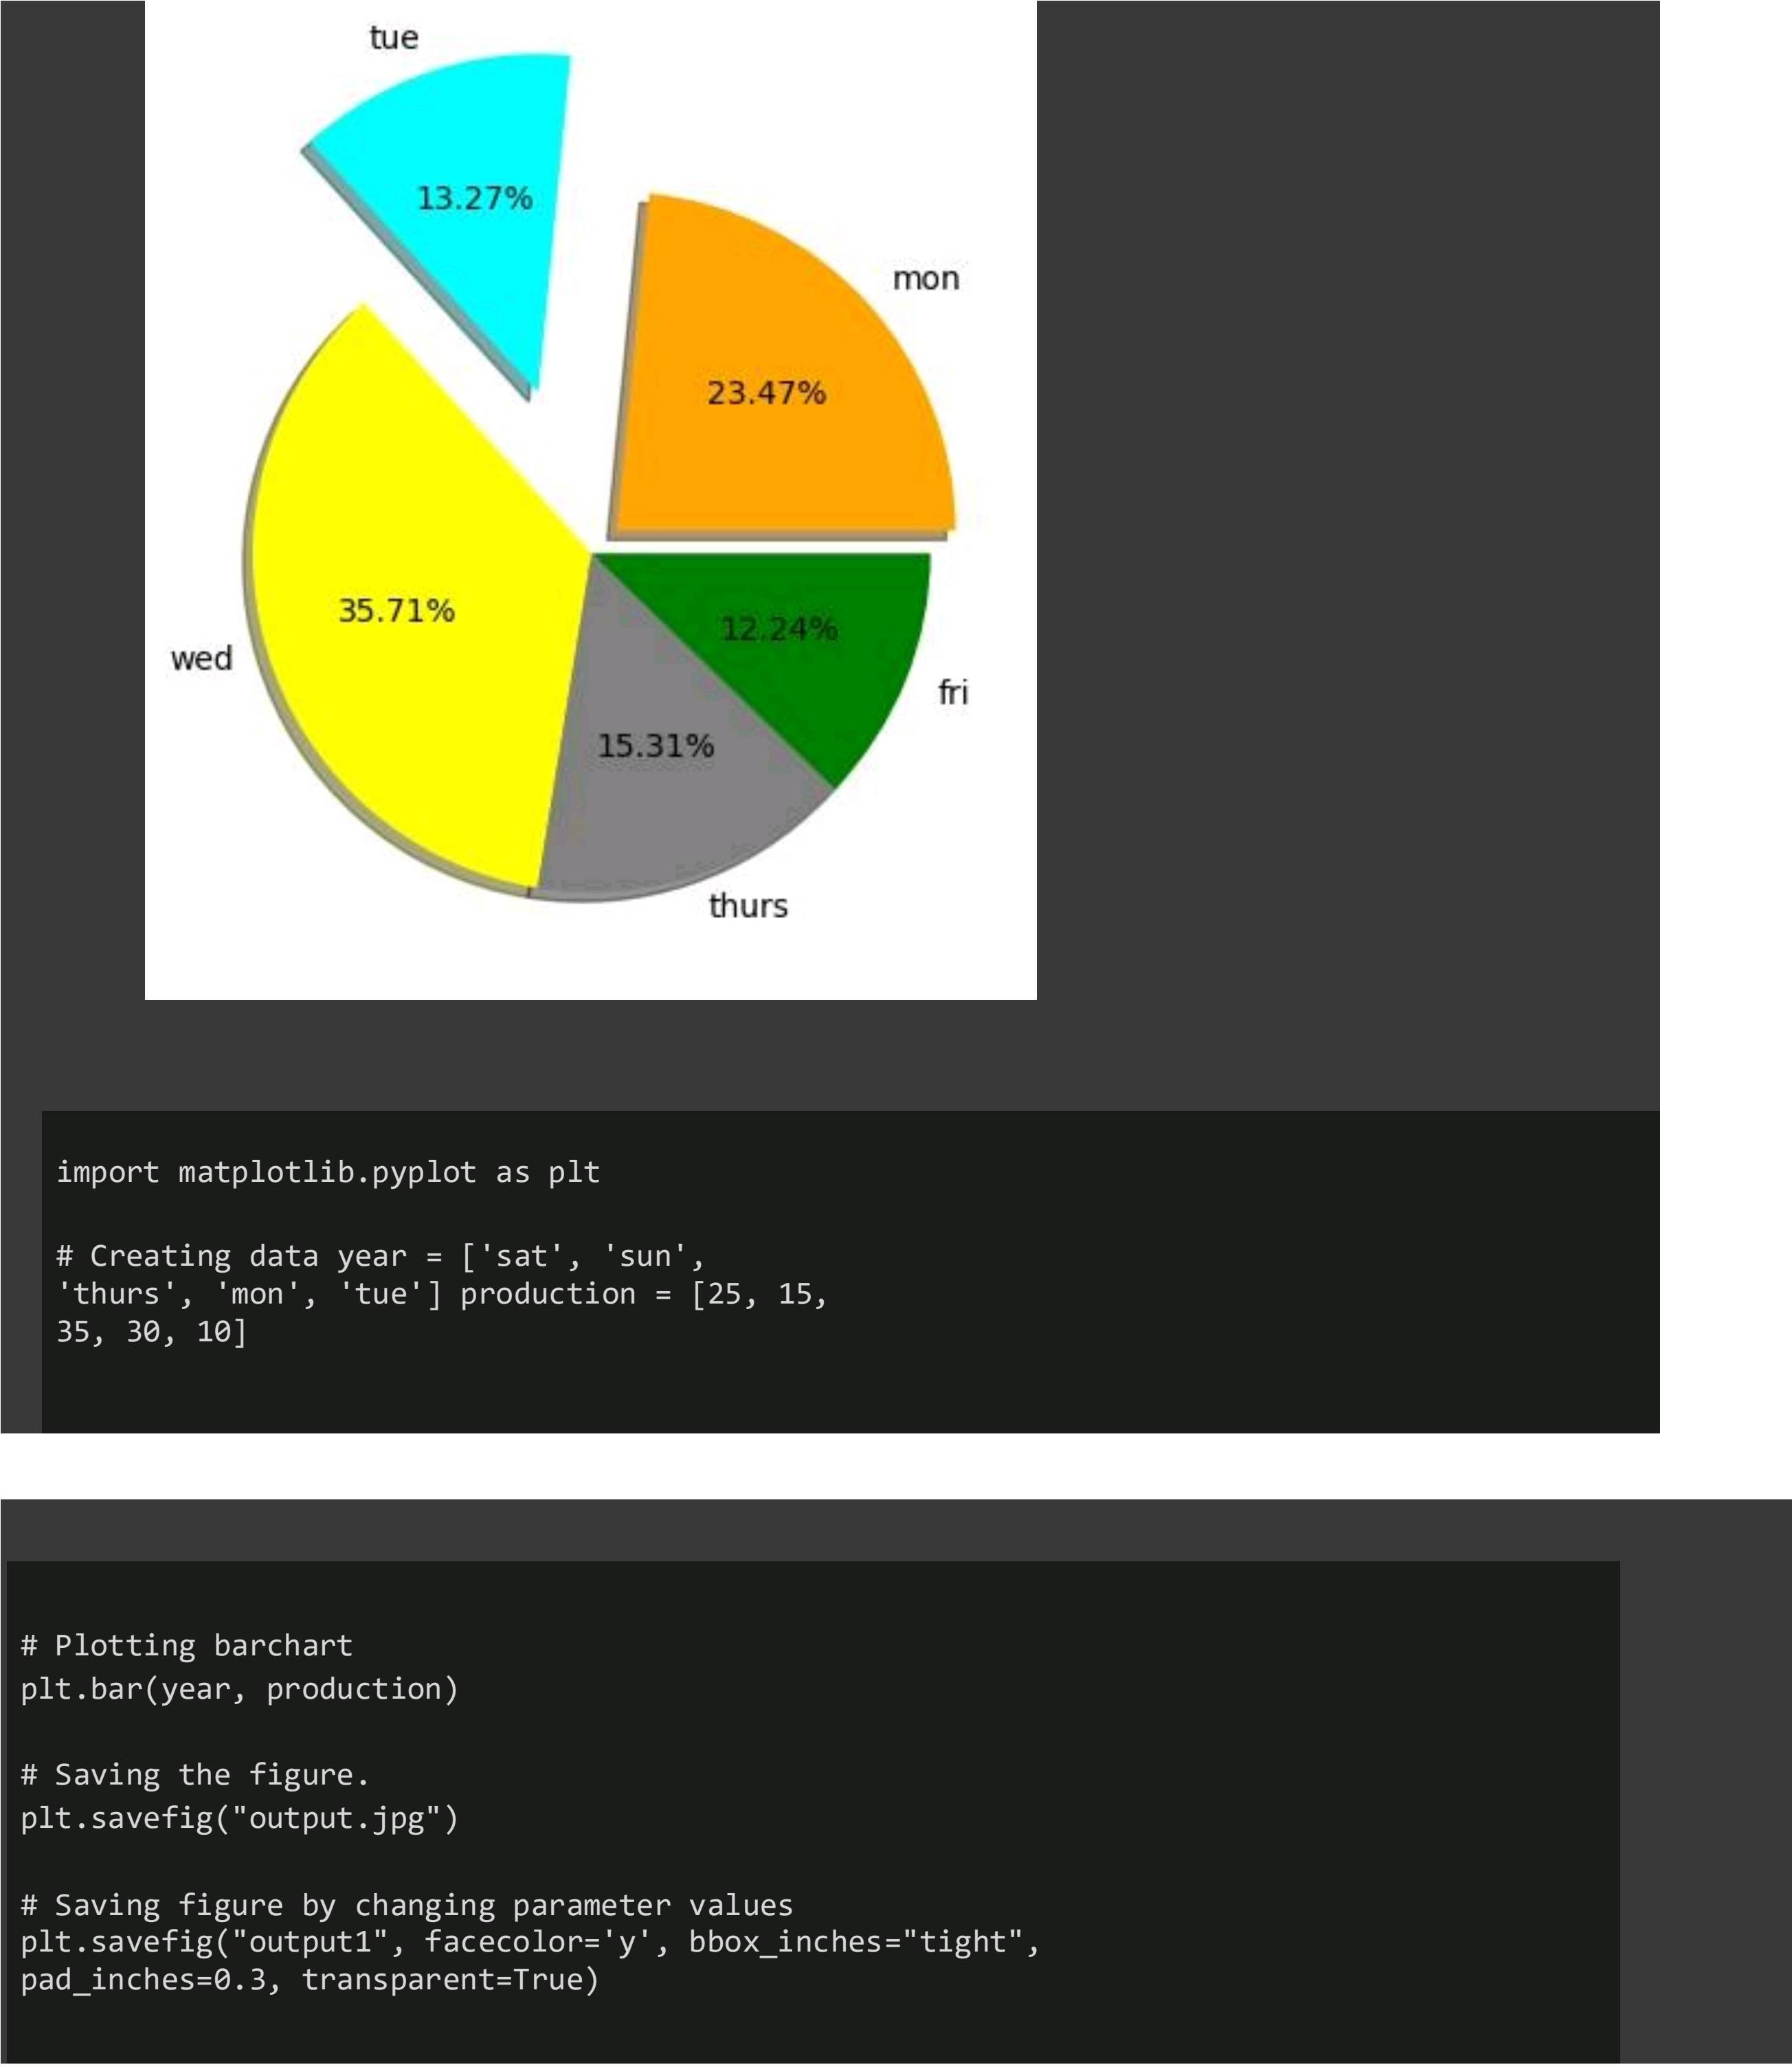 tue
13.27%
mon
23.47%
35.71%
12.24%
wed
fri
15.31%
thurs
import matplotlib.pyplot as plt
# Creating data year = ['sat', 'sun',
'thurs', 'mon', 'tue'] production = [25, 15,
35, 30, 10]
# Plotting barchart
plt.bar(year, production)
# Saving the figure.
plt.savefig("output.jpg")
# Saving figure by changing parameter values
plt.savefig("output1", facecolor='y', bbox_inches="tight",
pad_inches=0.3, transparent=True)